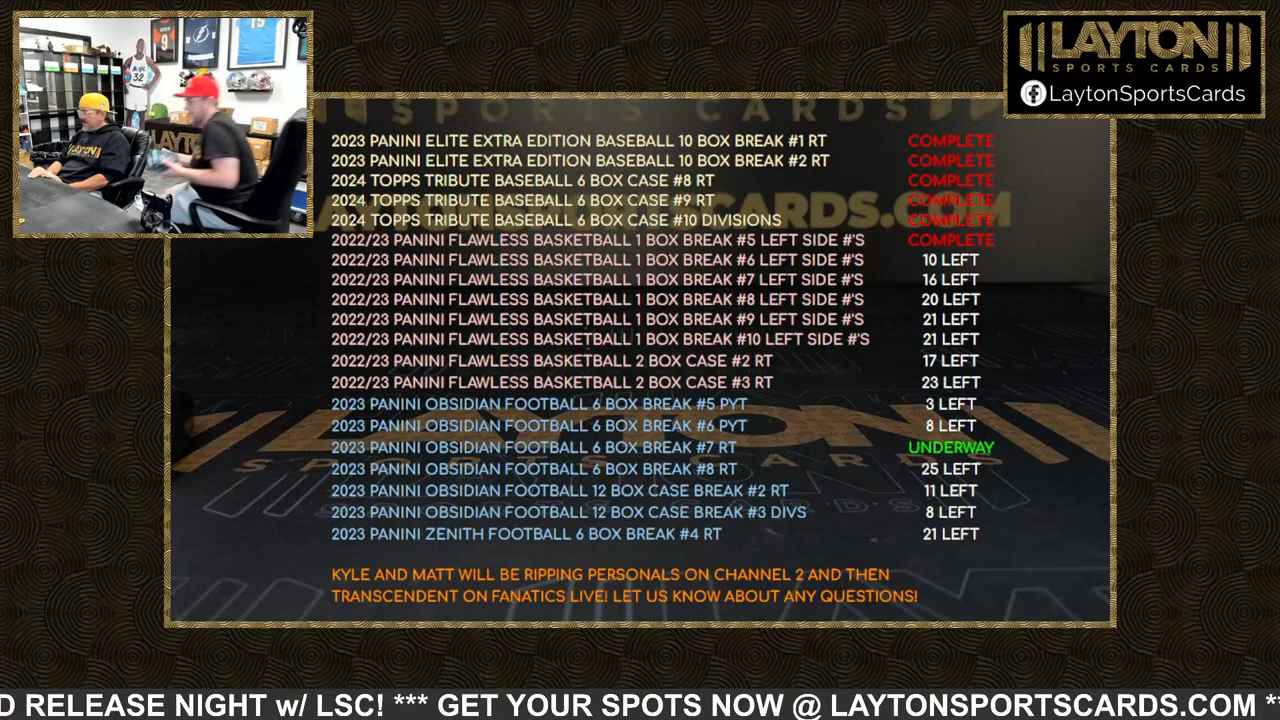 LAYTON
SPORTS CARDS
LaytonSportsCards
SPORTS CARDS
2023 PANINI ELITE EXTRA EDITION BASEBALL 10 BOX BREAK #1 RT COMPLETE
2023 PANINI ELITE EXTRA EDITION BASEBALL 10 BOX BREAK #2 RT COMPLETE
2024 TOPPS TRIBUTE BASEBALL 6 BOX CASE #8 RT COMPLETE
2024 TOPPS TRIBUTE BASEBALL 6 BOX CASE #9 RT COMPLETE
2024 TOPPS TRIBUTE BASEBALL 6 BOX CASE #10 DIVISIONS COMPLETE
2022/23 PANINI FLAWLESS BASKETBALL 1 BOX BREAK #5 LEFT SIDE #'S COMPLETE
2022/23 PANINI FLAWLESS BASKETBALL 1 BOX BREAK #6 LEFT SIDE #'S 10 LEFT
2022/23 PANINI FLAWLESS BASKETBALL 1 BOX BREAK #7 LEFT SIDE #'S 16 LEFT
2022/23 PANINI FLAWLESS BASKETBALL 1 BOX BREAK #8 LEFT SIDE #'S 20 LEFT
2022/23 PANINI FLAWLESS BASKETBALL 1 BOX BREAK #9 LEFT SIDE #'S 21 LEFT
2022/23 PANINI FLAWLESS BASKETBALL 1 BOX BREAK #10 LEFT SIDE #'S 21 LEFT
2022/23 PANINI FLAWLESS BASKETBALL 2 BOX CASE #2 RT 17 LEFT
2022/23 PANINI FLAWLESS BASKETBALL 2 BOX CASE #3 RT 23 LEFT
2023 PANINI OBSIDIAN FOOTBALL 6 BOX BREAK #5 PYT 3 LEFT
2023 PANINI OBSIDIAN FOOTBALL 6 BOX BREAK #6 PYT 8 LEFT
2023 PANINI OBSIDIAN FOOTBALL 6 BOX BREAK #7 RT UNDERWAY
2023 PANINI OBSIDIAN FOOTBALL 6 BOX BREAK #8 RT 25 LEFT
2023 PANINI OBSIDIAN FOOTBALL 12 BOX CASE BREAK #2 RT 11 LEFT
2023 PANINI OBSIDIAN FOOTBALL 12 BOX CASE BREAK #3 DIVS 8 LEFT
2023 PANINI ZENITH FOOTBALL 6 BOX BREAK #4 RT 21 LEFT
KYLE AND MATT WILL BE RIPPING PERSONALS ON CHANNEL 2 AND THEN
TRANSCENDENT ON FANATICS LIVE! LET US KNOW ABOUT ANY QUESTIONS!
D RELEASE NIGHT w/ LSC! *** GET YOUR SPOTS NOW @ LAYTONSPORTSCARDS.COM *